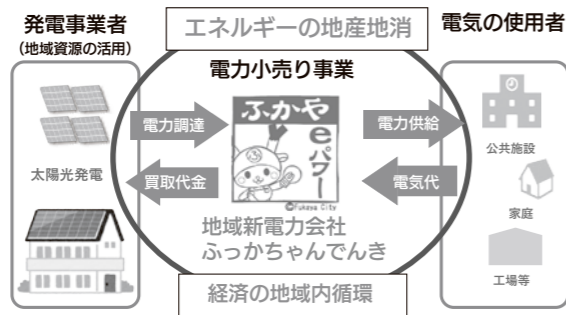 エネルギーの地産地消
発電事業者
(地域資源の活用)
電気の使用者
電力小売り事業
電力調達
買取代金
太陽光発電
ふかや
eパワー
©Fukaya City
地域新電力会社
ふっかちゃんでんき
電力供給
電気代
公共施設
家庭
工場等
経済の地域内循環